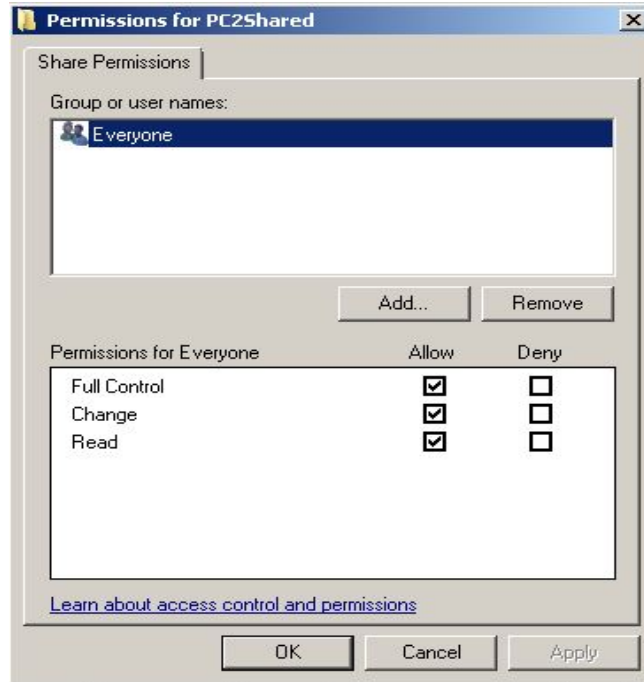 Permissions for PC2Shared
Share Permissions
Group or user names:
Everyone
Add... Remove
Permissions for Everyone Allow Deny
Full Control
Change
Read
Learn about access control and permissions
OK Cancel Apply